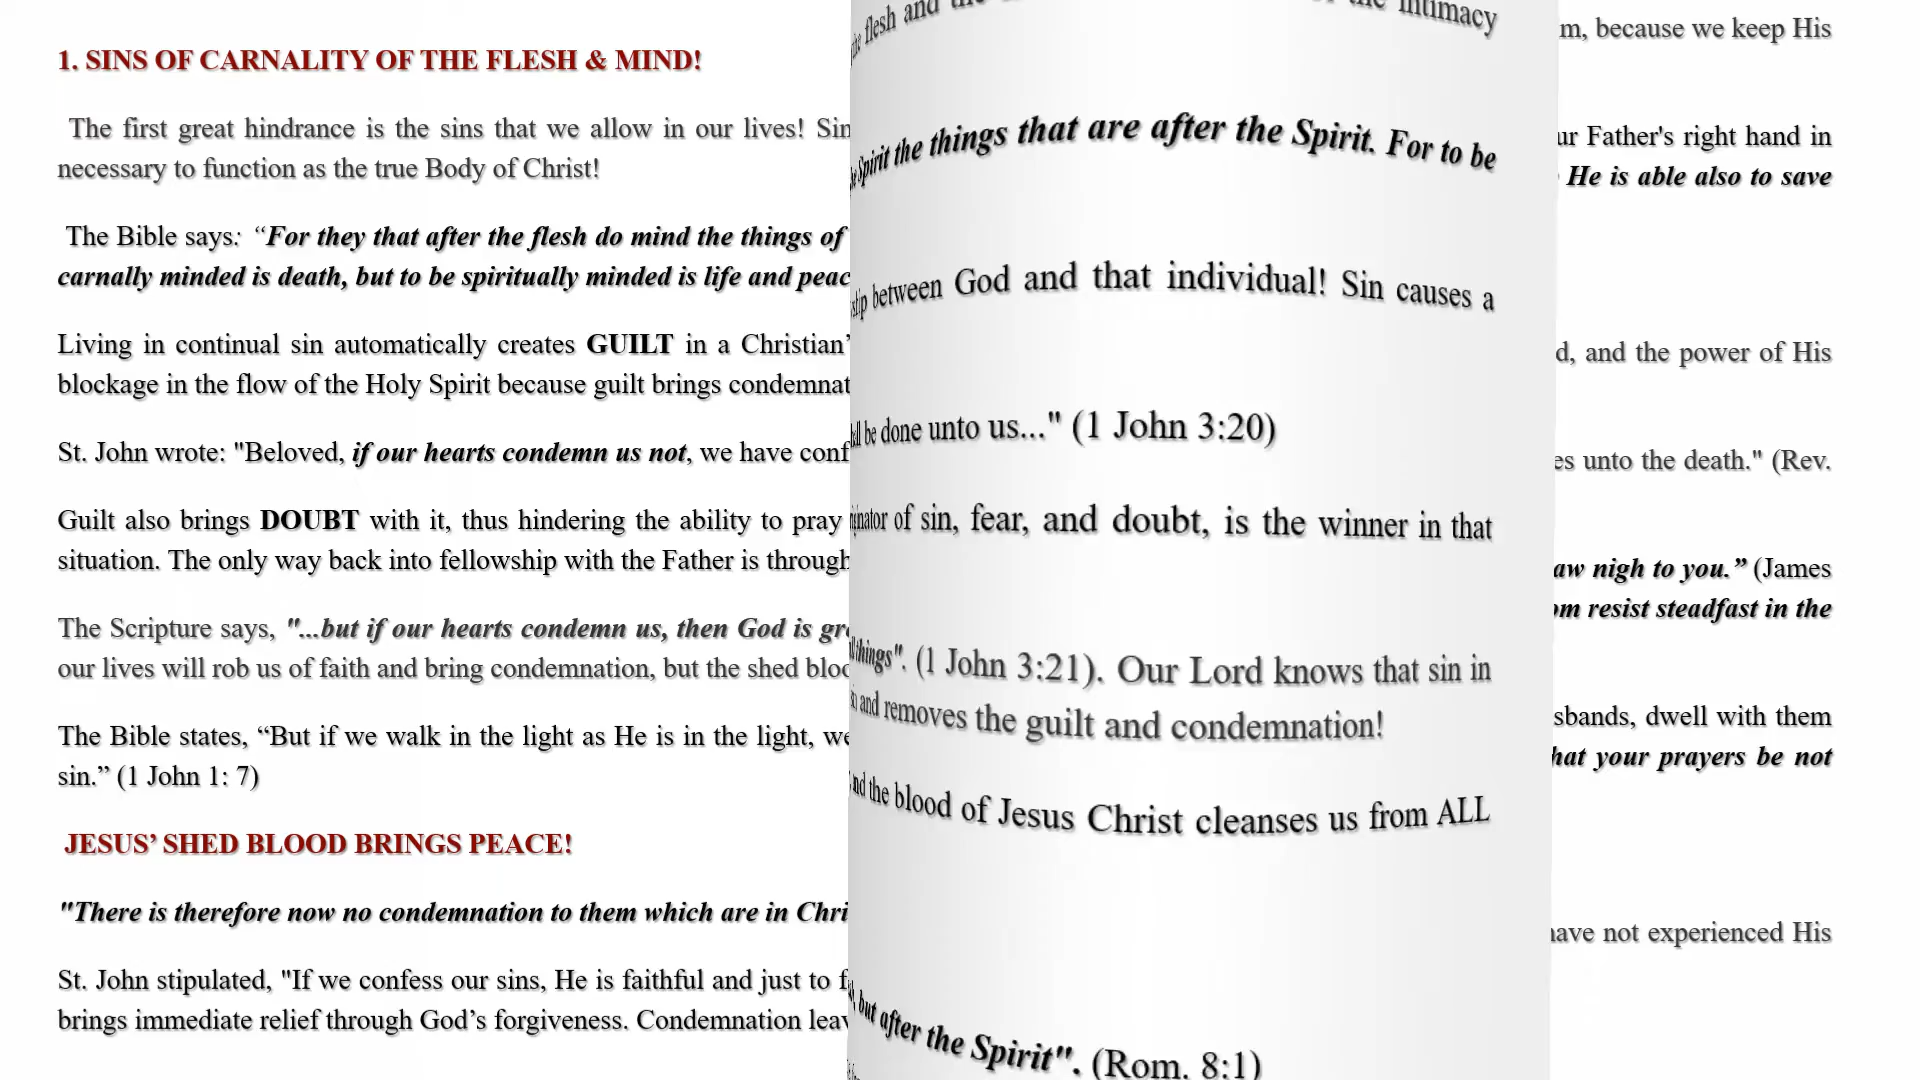 1. SINS OF CARNALITY OF THE FLESH & MIND!
The first great hindrance is the sins that we allow in our lives! Sin
necessary to function as the true Body of Christ!
The Bible says: “For they that after the flesh do mind the things of
carnally minded is death, but to be spiritually minded is life and peac
Living in continual sin automatically creates GUILT in a Christian’
blockage in the flow of the Holy Spirit because guilt brings condemnat
St. John wrote: "Beloved, if our hearts condemn us not, we have conf
Guilt also brings DOUBT with it, thus hindering the ability to pray
situation. The only way back into fellowship with the Father is through
The Scripture says, "...but if our hearts condemn us, then God is gr
our lives will rob us of faith and bring condemnation, but the shed bloo
The Bible states, “But if we walk in the light as He is in the light, we
sin.” (1 John 1: 7)
JESUS’ SHED BLOOD BRINGS PEACE!
"There is therefore now no condemnation to them which are in Chri
St. John stipulated, "If we confess our sins, He is faithful and just to f
brings immediate relief through God’s forgiveness. Condemnation leav
flesh and the intimacy
Spirit the things that are after the Spirit. For to be
between God and that individual! Sin causes a
be done unto us..." (1 John 3:20)
of sin, fear, and doubt, is the winner in that
things". (1 John 3:21). Our Lord knows that sin in
and removes the guilt and condemnation!
and the blood of Jesus Christ cleanses us from ALL
but after the Spirit". (Rom. 8:1)
m, because we keep His
ur Father's right hand in
He is able also to save
d, and the power of His
es unto the death." (Rev.
aw nigh to you.” (James
om resist steadfast in the
sbands, dwell with them
hat your prayers be not
have not experienced His